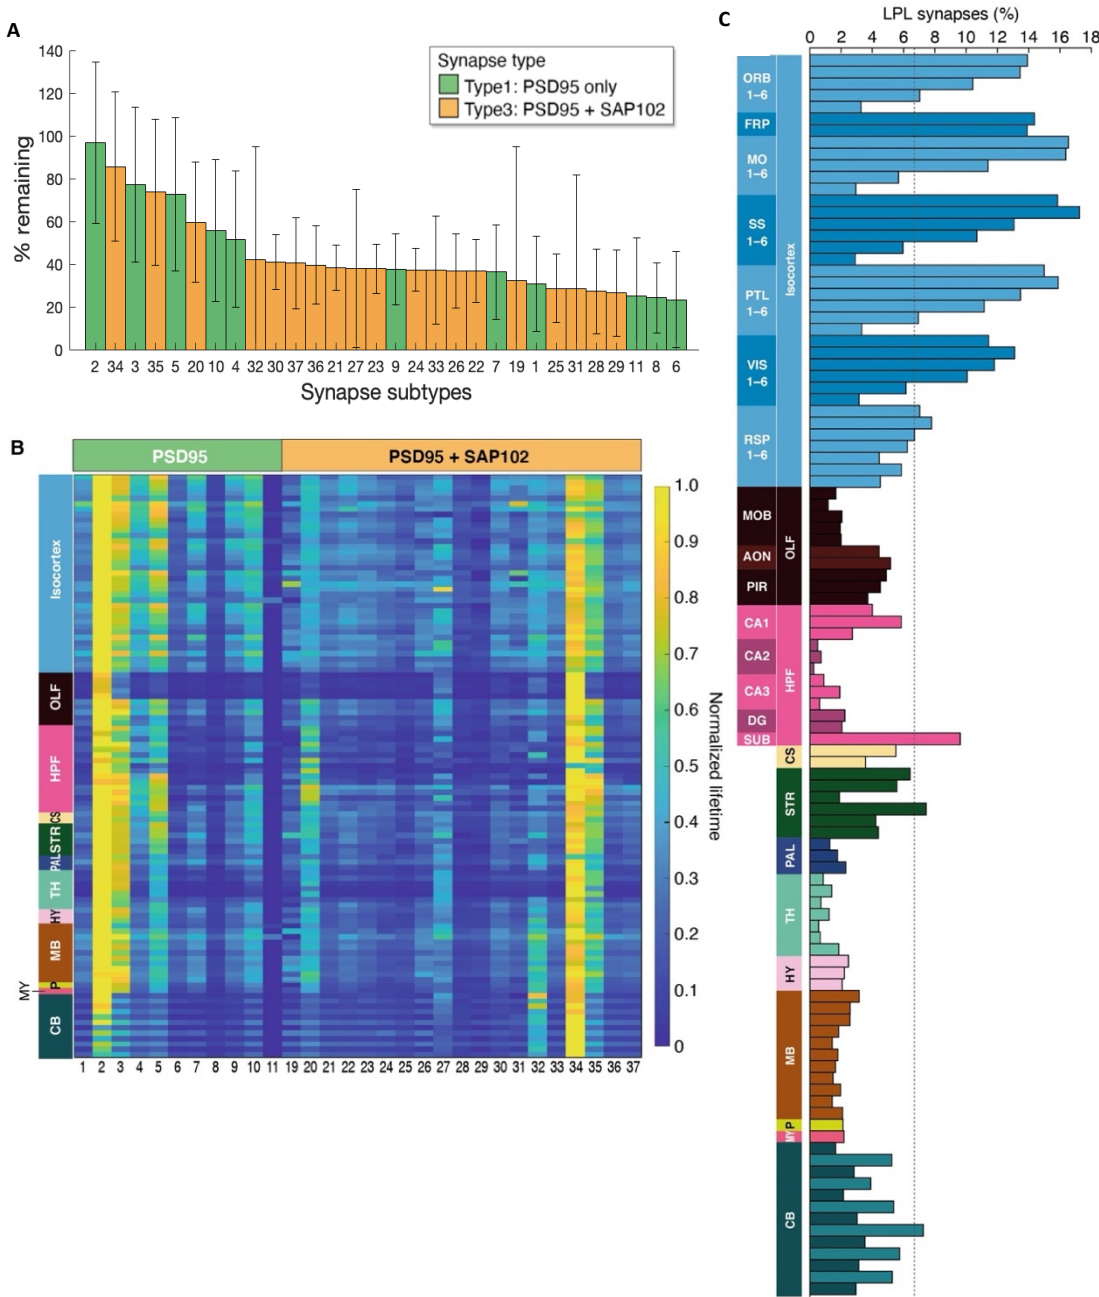 A
140
120
100
80
60
40
20
0
% remaining
Synapse type
Type1: PSD95 only
Type3: PSD95 + SAP102
2 34 3 35 5 20 10 4 32 30 37 36 21 27 23 9 24 33 26 22 7 19 1 25 31 28 29 11 8 6
Synapse subtypes
B
PSD95 PSD95 + SAP102
Isocortex
OLF
HPF
CS
STR
PAL
TH
HY
MB
P
MY
CB
1 2 3 4 5 6 7 8 9 10 11 19 20 21 22 23 24 25 26 27 28 29 30 31 32 33 34 35 36 37
1.0
0.9
0.8
0.7
0.6
0.5
0.4
0.3
0.2
0.1
0
Normalized lifetime
C
LPL synapses (%)
0 2 4 6 8 10 12 14 16 18
ORB
1–6
FRP
MO
1–6
SS
1–6
PTL
1–6
VIS
1–6
RSP
1–6
Isocortex
MOB
AON
PIR
OLF
CA1
CA2
CA3
DG
SUB
HPF
CS
STR
PAL
TH
HY
MB
P
MY
CB